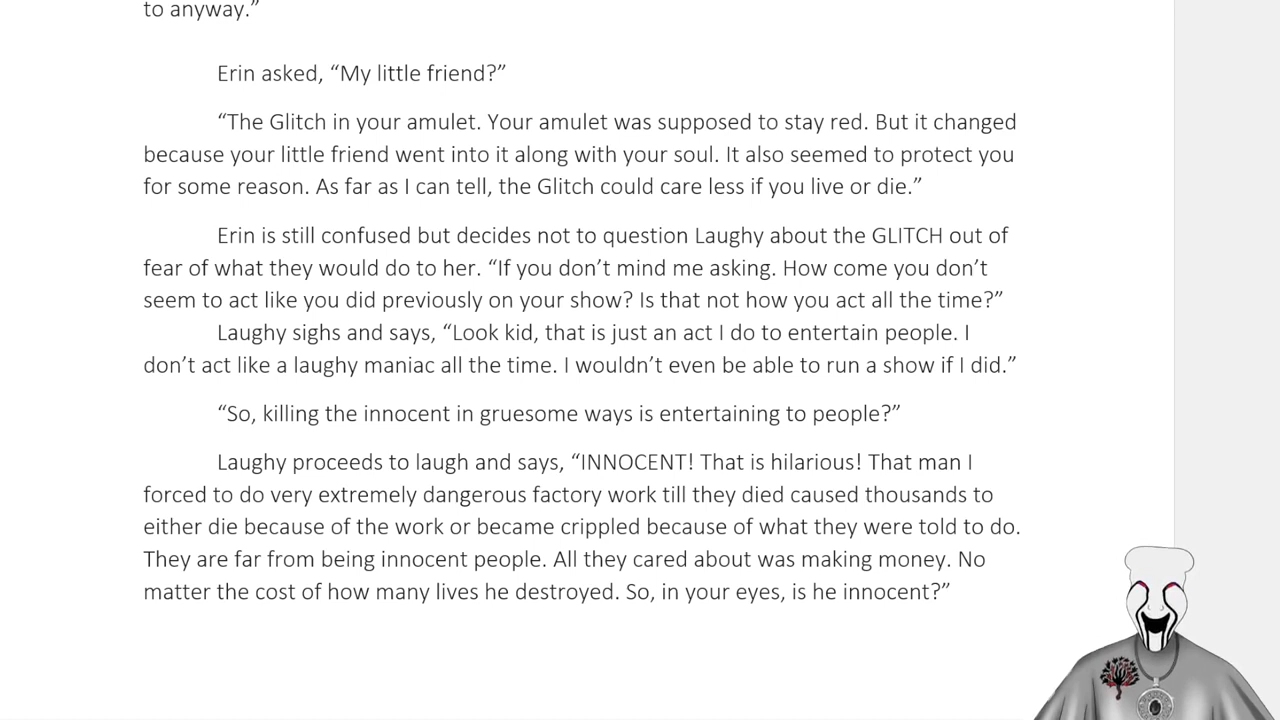 to anyway.”
Erin asked, “My little friend?”
“The Glitch in your amulet. Your amulet was supposed to stay red. But it changed
because your little friend went into it along with your soul. It also seemed to protect you
for some reason. As far as I can tell, the Glitch could care less if you live or die.”
Erin is still confused but decides not to question Laughy about the GLITCH out of
fear of what they would do to her. “If you don’t mind me asking. How come you don’t
seem to act like you did previously on your show? Is that not how you act all the time?”
Laughy sighs and says, “Look kid, that is just an act I do to entertain people. I
don’t act like a laughy maniac all the time. I wouldn’t even be able to run a show if I did.”
“So, killing the innocent in gruesome ways is entertaining to people?”
Laughy proceeds to laugh and says, “INNOCENT! That is hilarious! That man I
forced to do very extremely dangerous factory work till they died caused thousands to
either die because of the work or became crippled because of what they were told to do.
They are far from being innocent people. All they cared about was making money. No
matter the cost of how many lives he destroyed. So, in your eyes, is he innocent?”